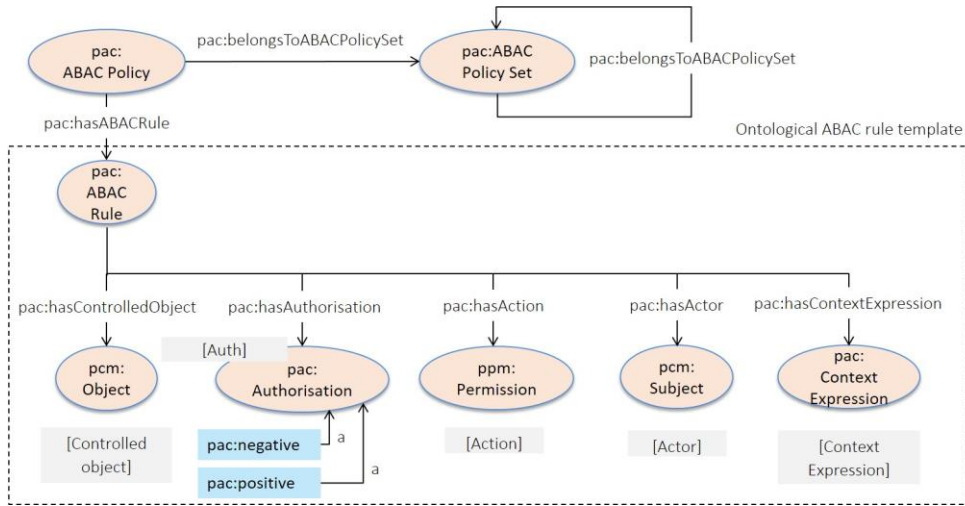 pac:
ABAC Policy
pac:belongsToABACPolicySet
pac:ABAC
Policy Set
pac:belongsToABACPolicySet
pac:hasABACRule
Ontological ABAC rule template
pac:
ABAC
Rule
pac:hasControlledObject
pac:hasAuthorisation
pac:hasAction
pac:hasActor
pac:hasContextExpression
[Auth]
pcm:
Object
pac:
Authorisation
ppm:
Permission
pcm:
Subject
pac:
Context
Expression
[Controlled
object]
pac:negative
a
pac:positive
a
[Action]
[Actor]
[Context
Expression]